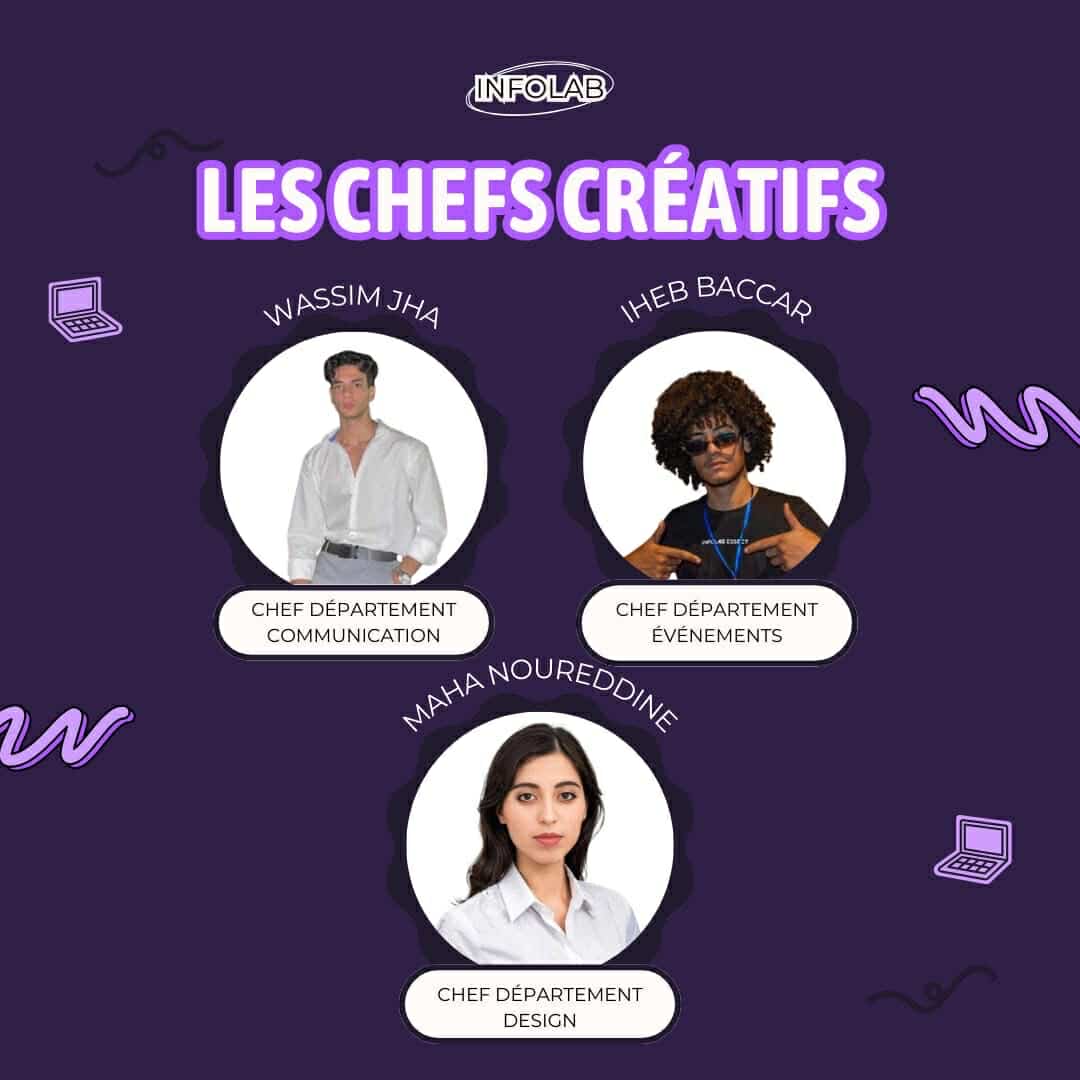 INFOLAB
LES CHEFS CRÉATIFS
WASSIM JHA
IHEB BACCAR
CHEF DÉPARTEMENT
COMMUNICATION
CHEF DÉPARTEMENT
ÉVÉNEMENTS
MAHA NOUREDDINE
CHEF DÉPARTEMENT
DESIGN